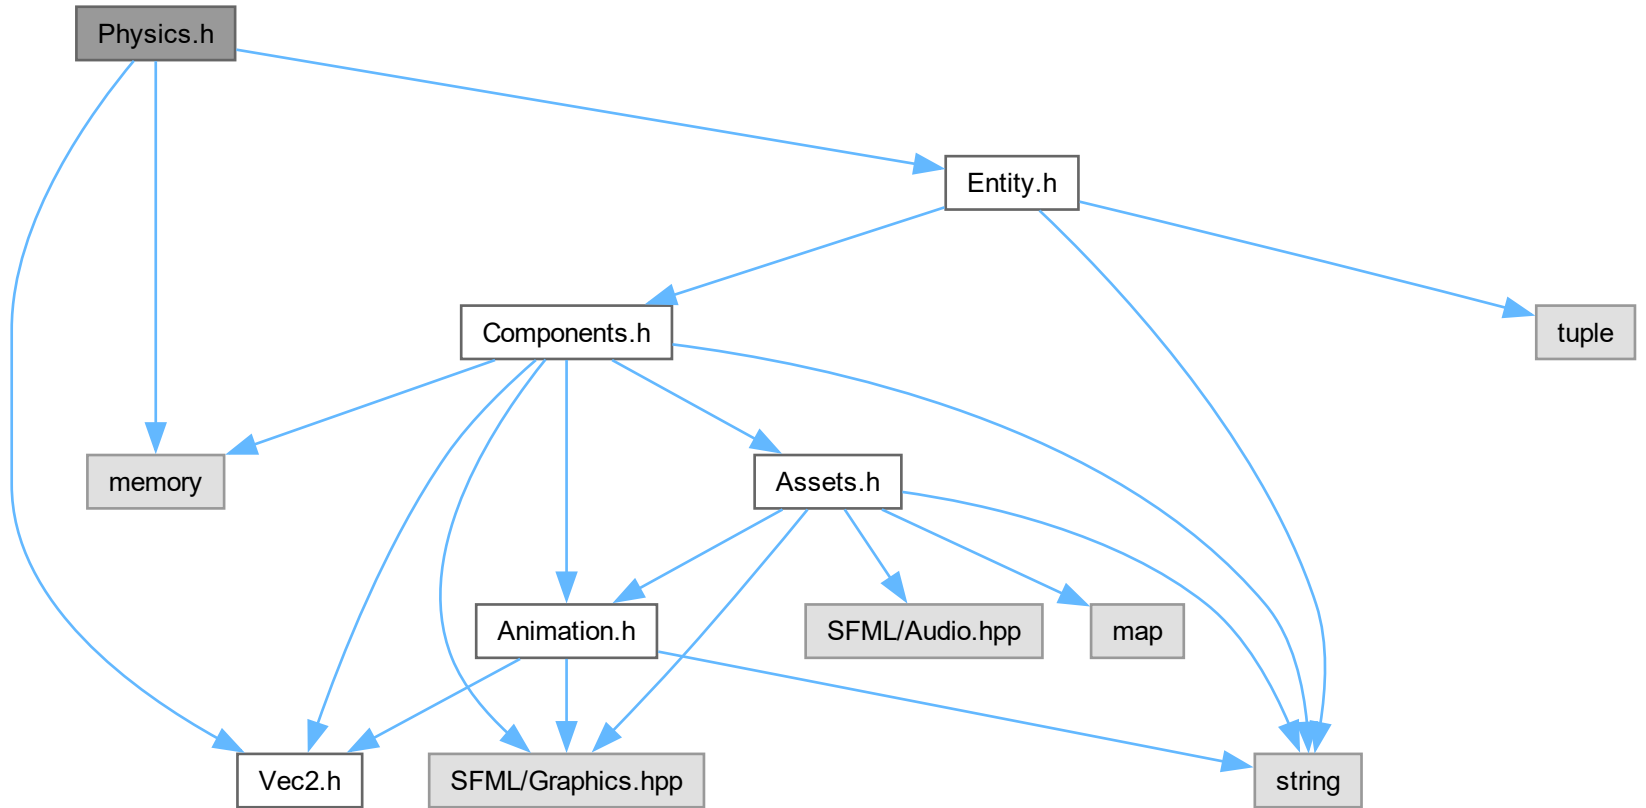 Physics.h
Entity.h
Components.h
tuple
memory
Assets.h
Animation.h
SFML/Audio.hpp
map
Vec2.h
SFML/Graphics.hpp
string